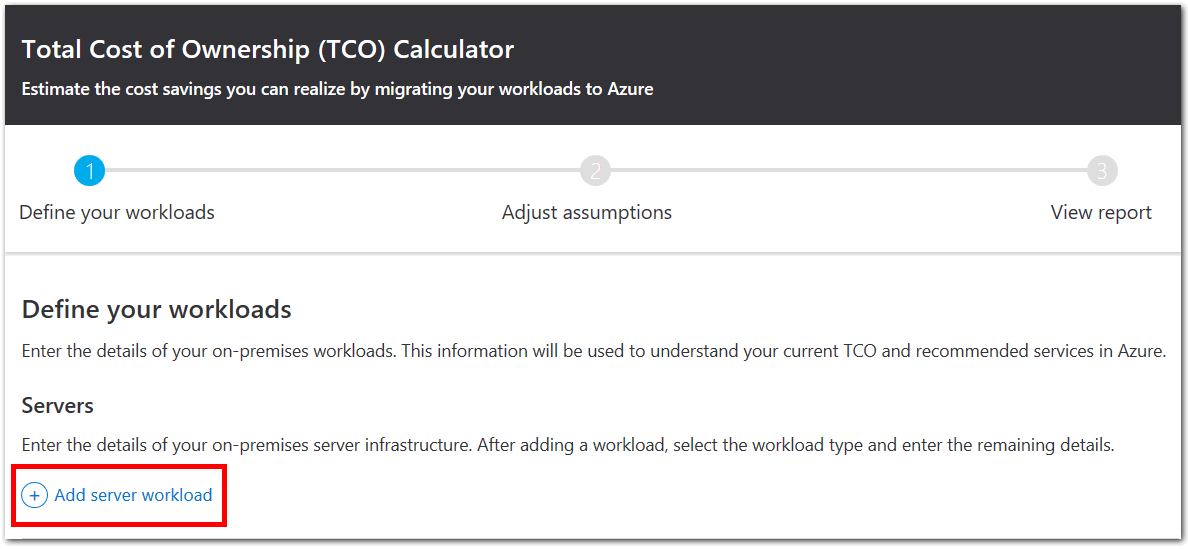 Total Cost of Ownership (TCO) Calculator
Estimate the cost savings you can realize by migrating your workloads to Azure
1
2
3
Define your workloads
Adjust assumptions
View report
Define your workloads
Enter the details of your on-premises workloads. This information will be used to understand your current TCO and recommended services in Azure.
Servers
Enter the details of your on-premises server infrastructure. After adding a workload, select the workload type and enter the remaining details.
+ Add server workload